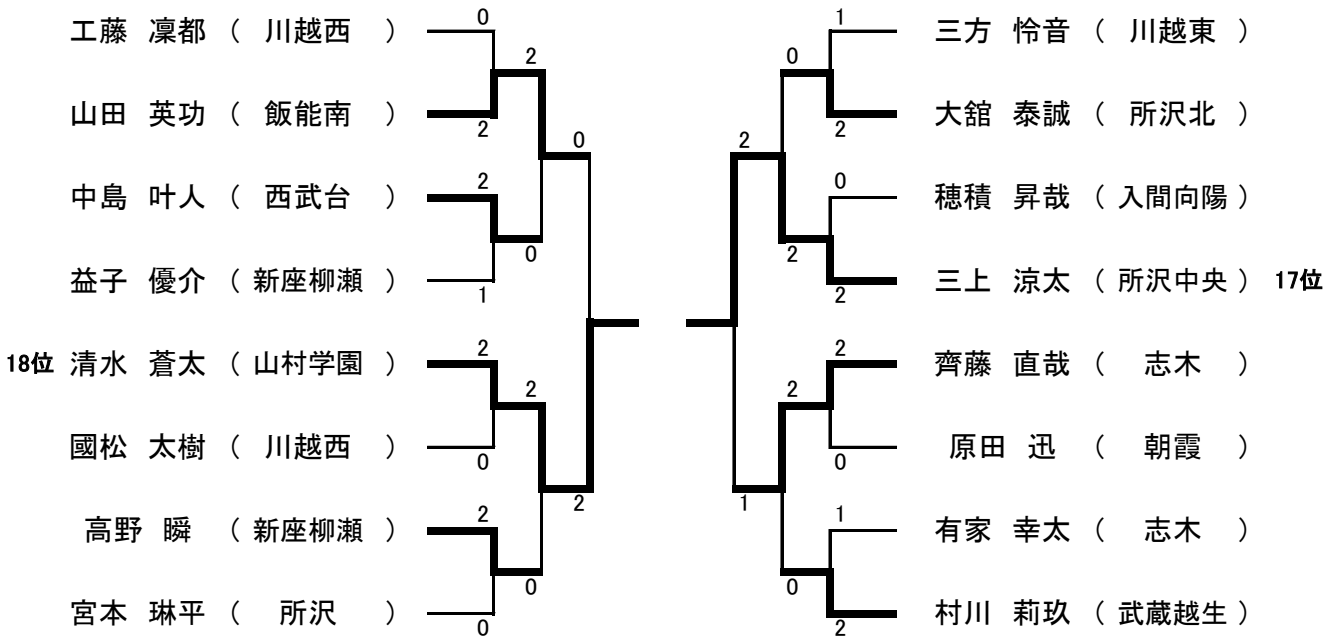 0 1
工藤 凜都 ( 川越西 ) 三方 怜音 ( 川越東 )
2 0
山田 英功 ( 飯能南 ) 大舘 泰誠 ( 所沢北 )
2 0 2 2
中島 叶人 ( 西武台 ) 2 0 穂積 昇哉 ( 入間向陽 )
0 2
益子 優介 ( 新座柳瀬 ) 1 2 三上 涼太 ( 所沢中央 ) 17位
18位 清水 蒼太 ( 山村学園 ) 2 2 齊藤 直哉 ( 志木 )
2 2
國松 太樹 ( 川越西 ) 0 0 原田 迅 ( 朝霞 )
2 1
高野 瞬 ( 新座柳瀬 ) 2 1 有家 幸太 ( 志木 )
0 0
宮本 琳平 ( 所沢 ) 0 2 村川 莉玖 ( 武蔵越生 )